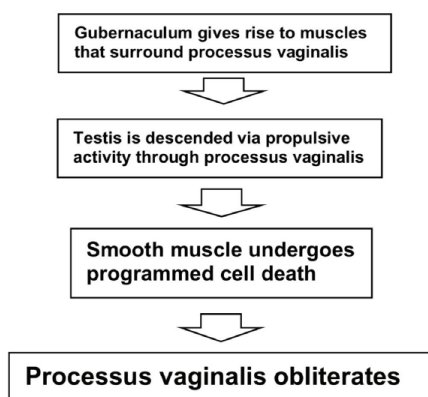 Gubernaculum gives rise to muscles
that surround processus vaginalis
Testis is descended via propulsive
activity through processus vaginalis
Smooth muscle undergoes
programmed cell death
Processus vaginalis obliterates